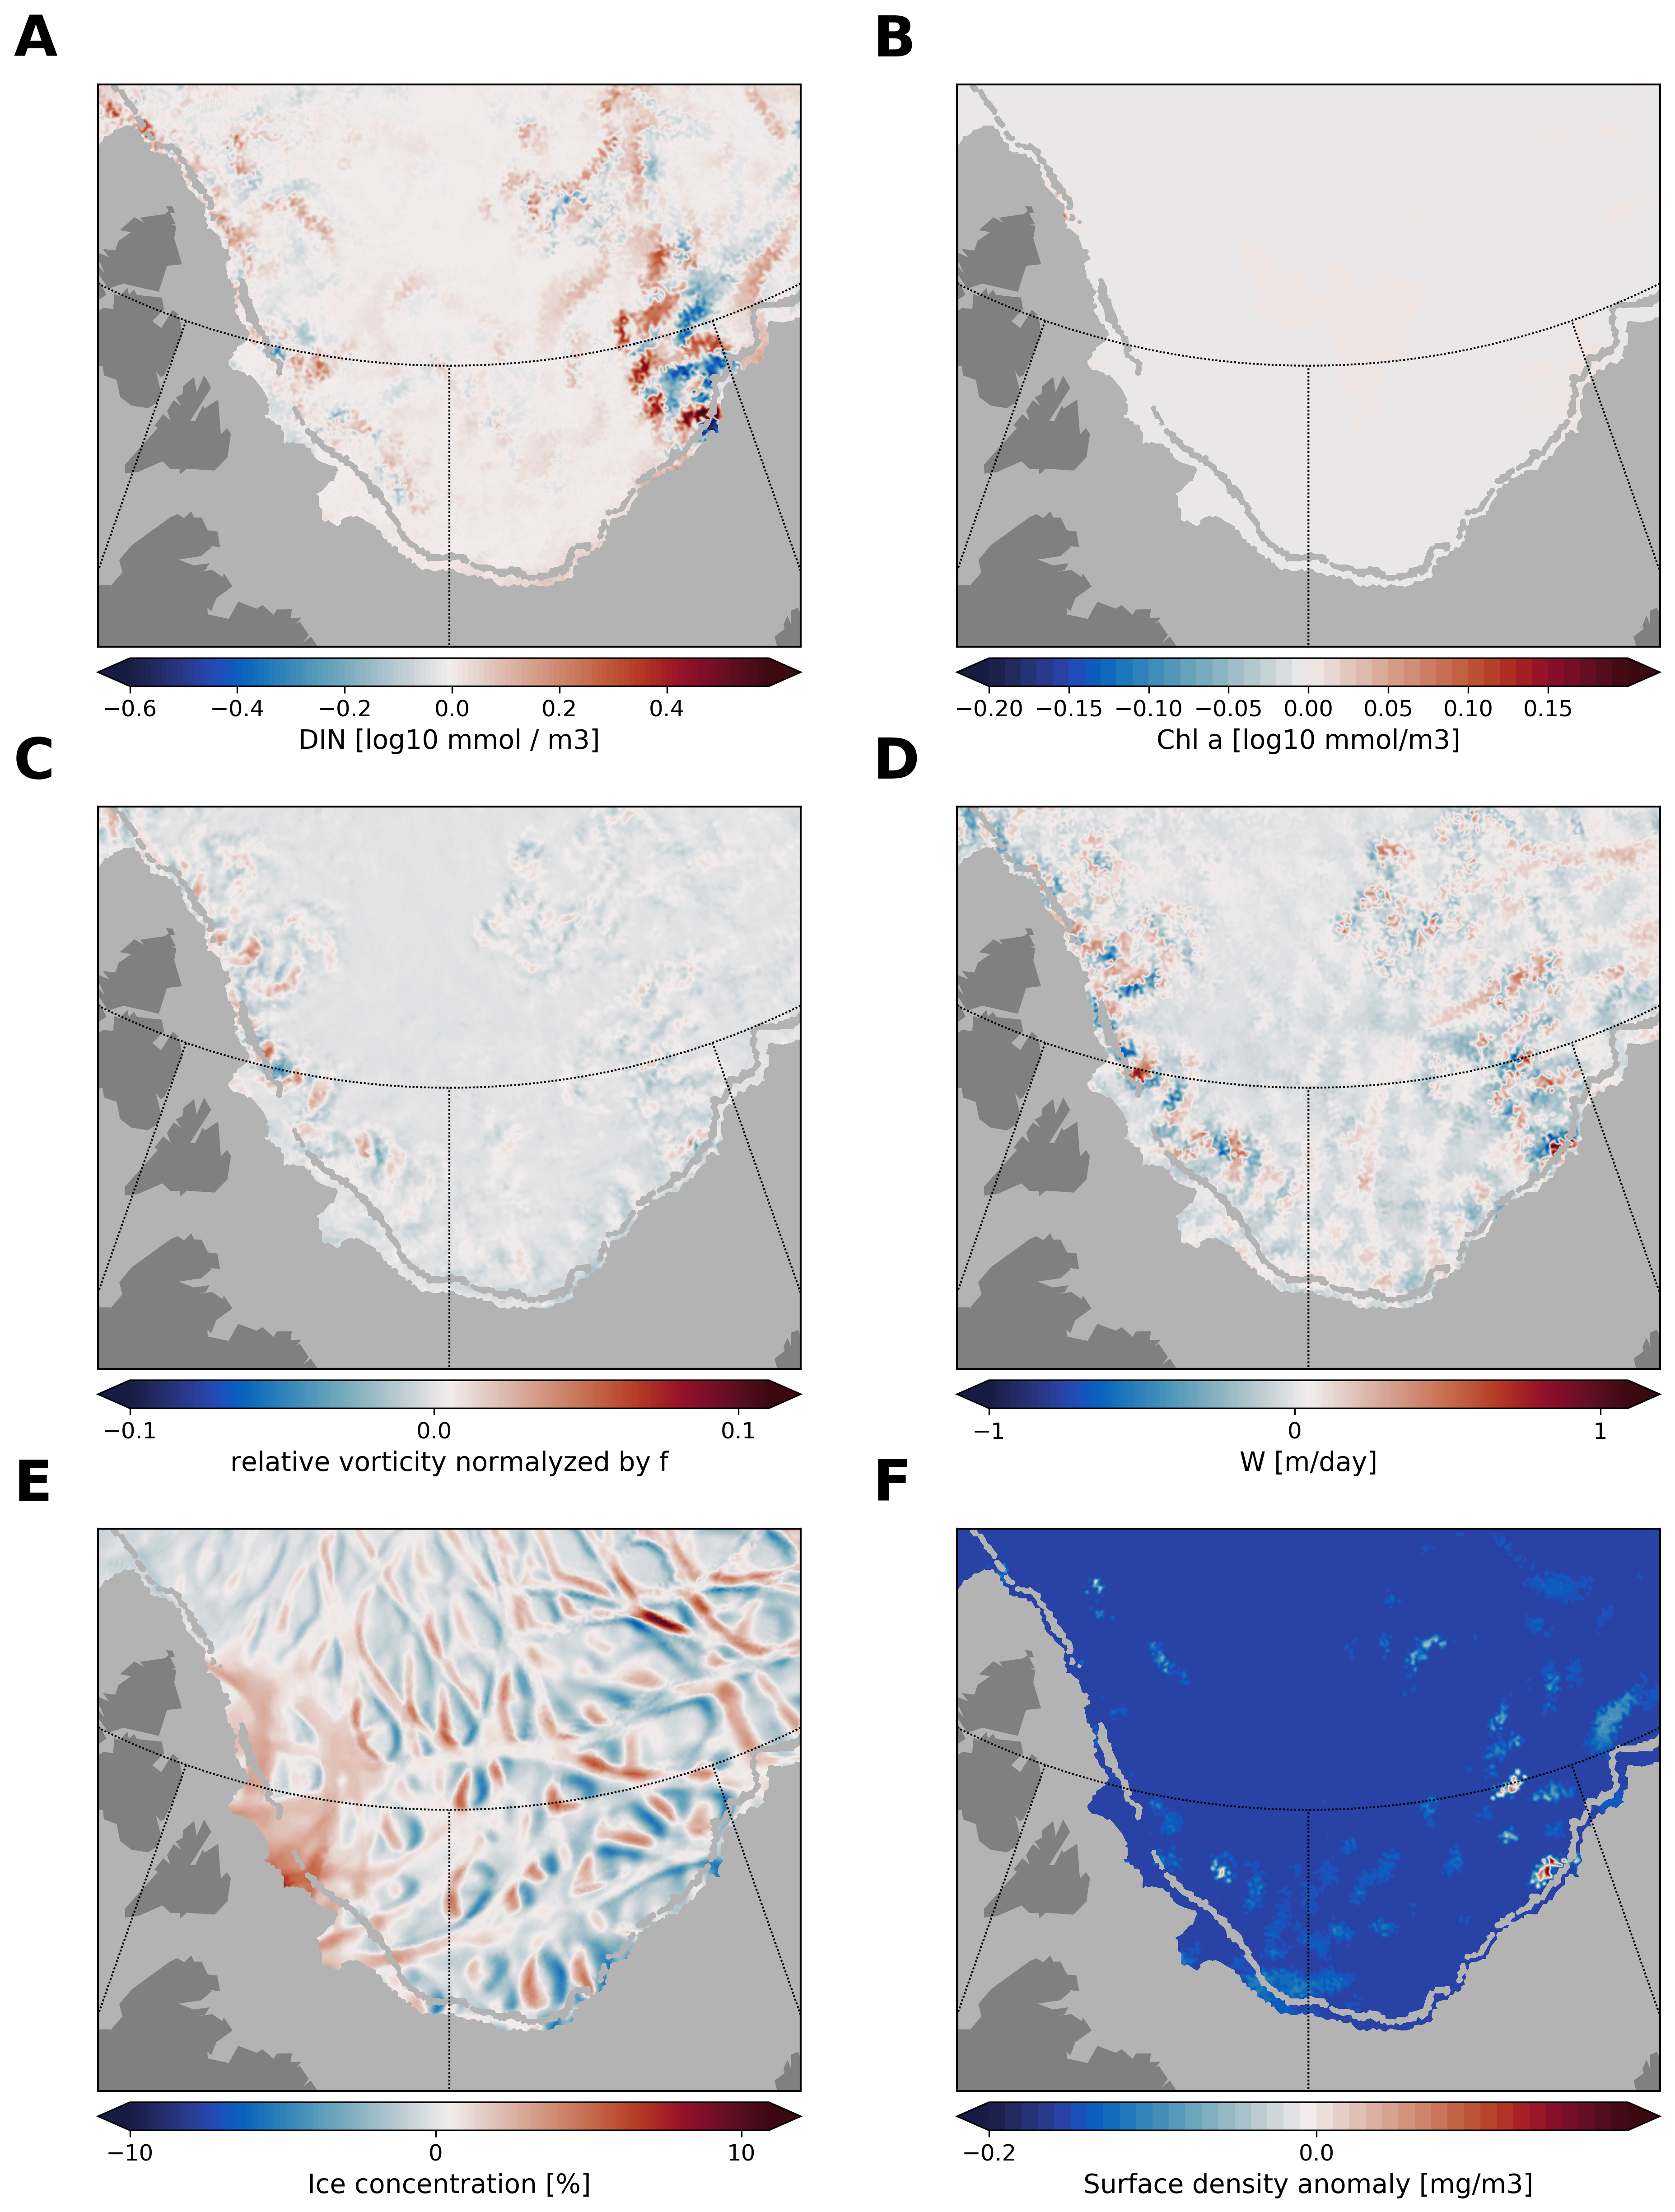 A
B
−0.6 −0.4 −0.2 0.0 0.2 0.4
DIN [log10 mmol / m3]
−0.20 −0.15 −0.10 −0.05 0.00 0.05 0.10 0.15
Chl a [log10 mmol/m3]
C
D
−0.1 0.0 0.1
relative vorticity normalyzed by f
−1 0 1
W [m/day]
E
F
−10 0 10
Ice concentration [%]
−0.2 0.0
Surface density anomaly [mg/m3]